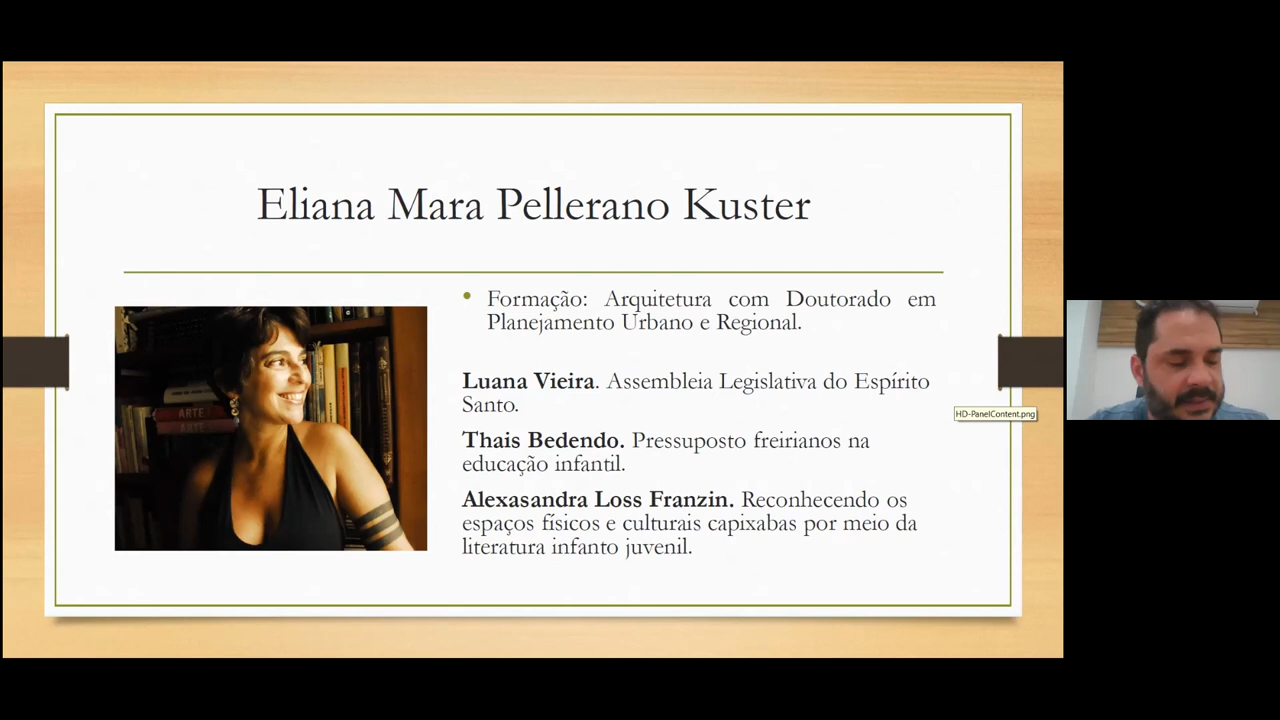 Eliana Mara Pellerano Kuster
• Formação: Arquitetura com Doutorado em
Planejamento Urbano e Regional.
Luana Vieira. Assembleia Legislativa do Espírito
Santo.
Thais Bedendo. Pressuposto freirianos na
educação infantil.
Alexasandra Loss Franzin. Reconhecendo os
espaços físicos e culturais capixabas por meio da
literatura infanto juvenil.
ARTE
ARTE
HD-PanelContent.png